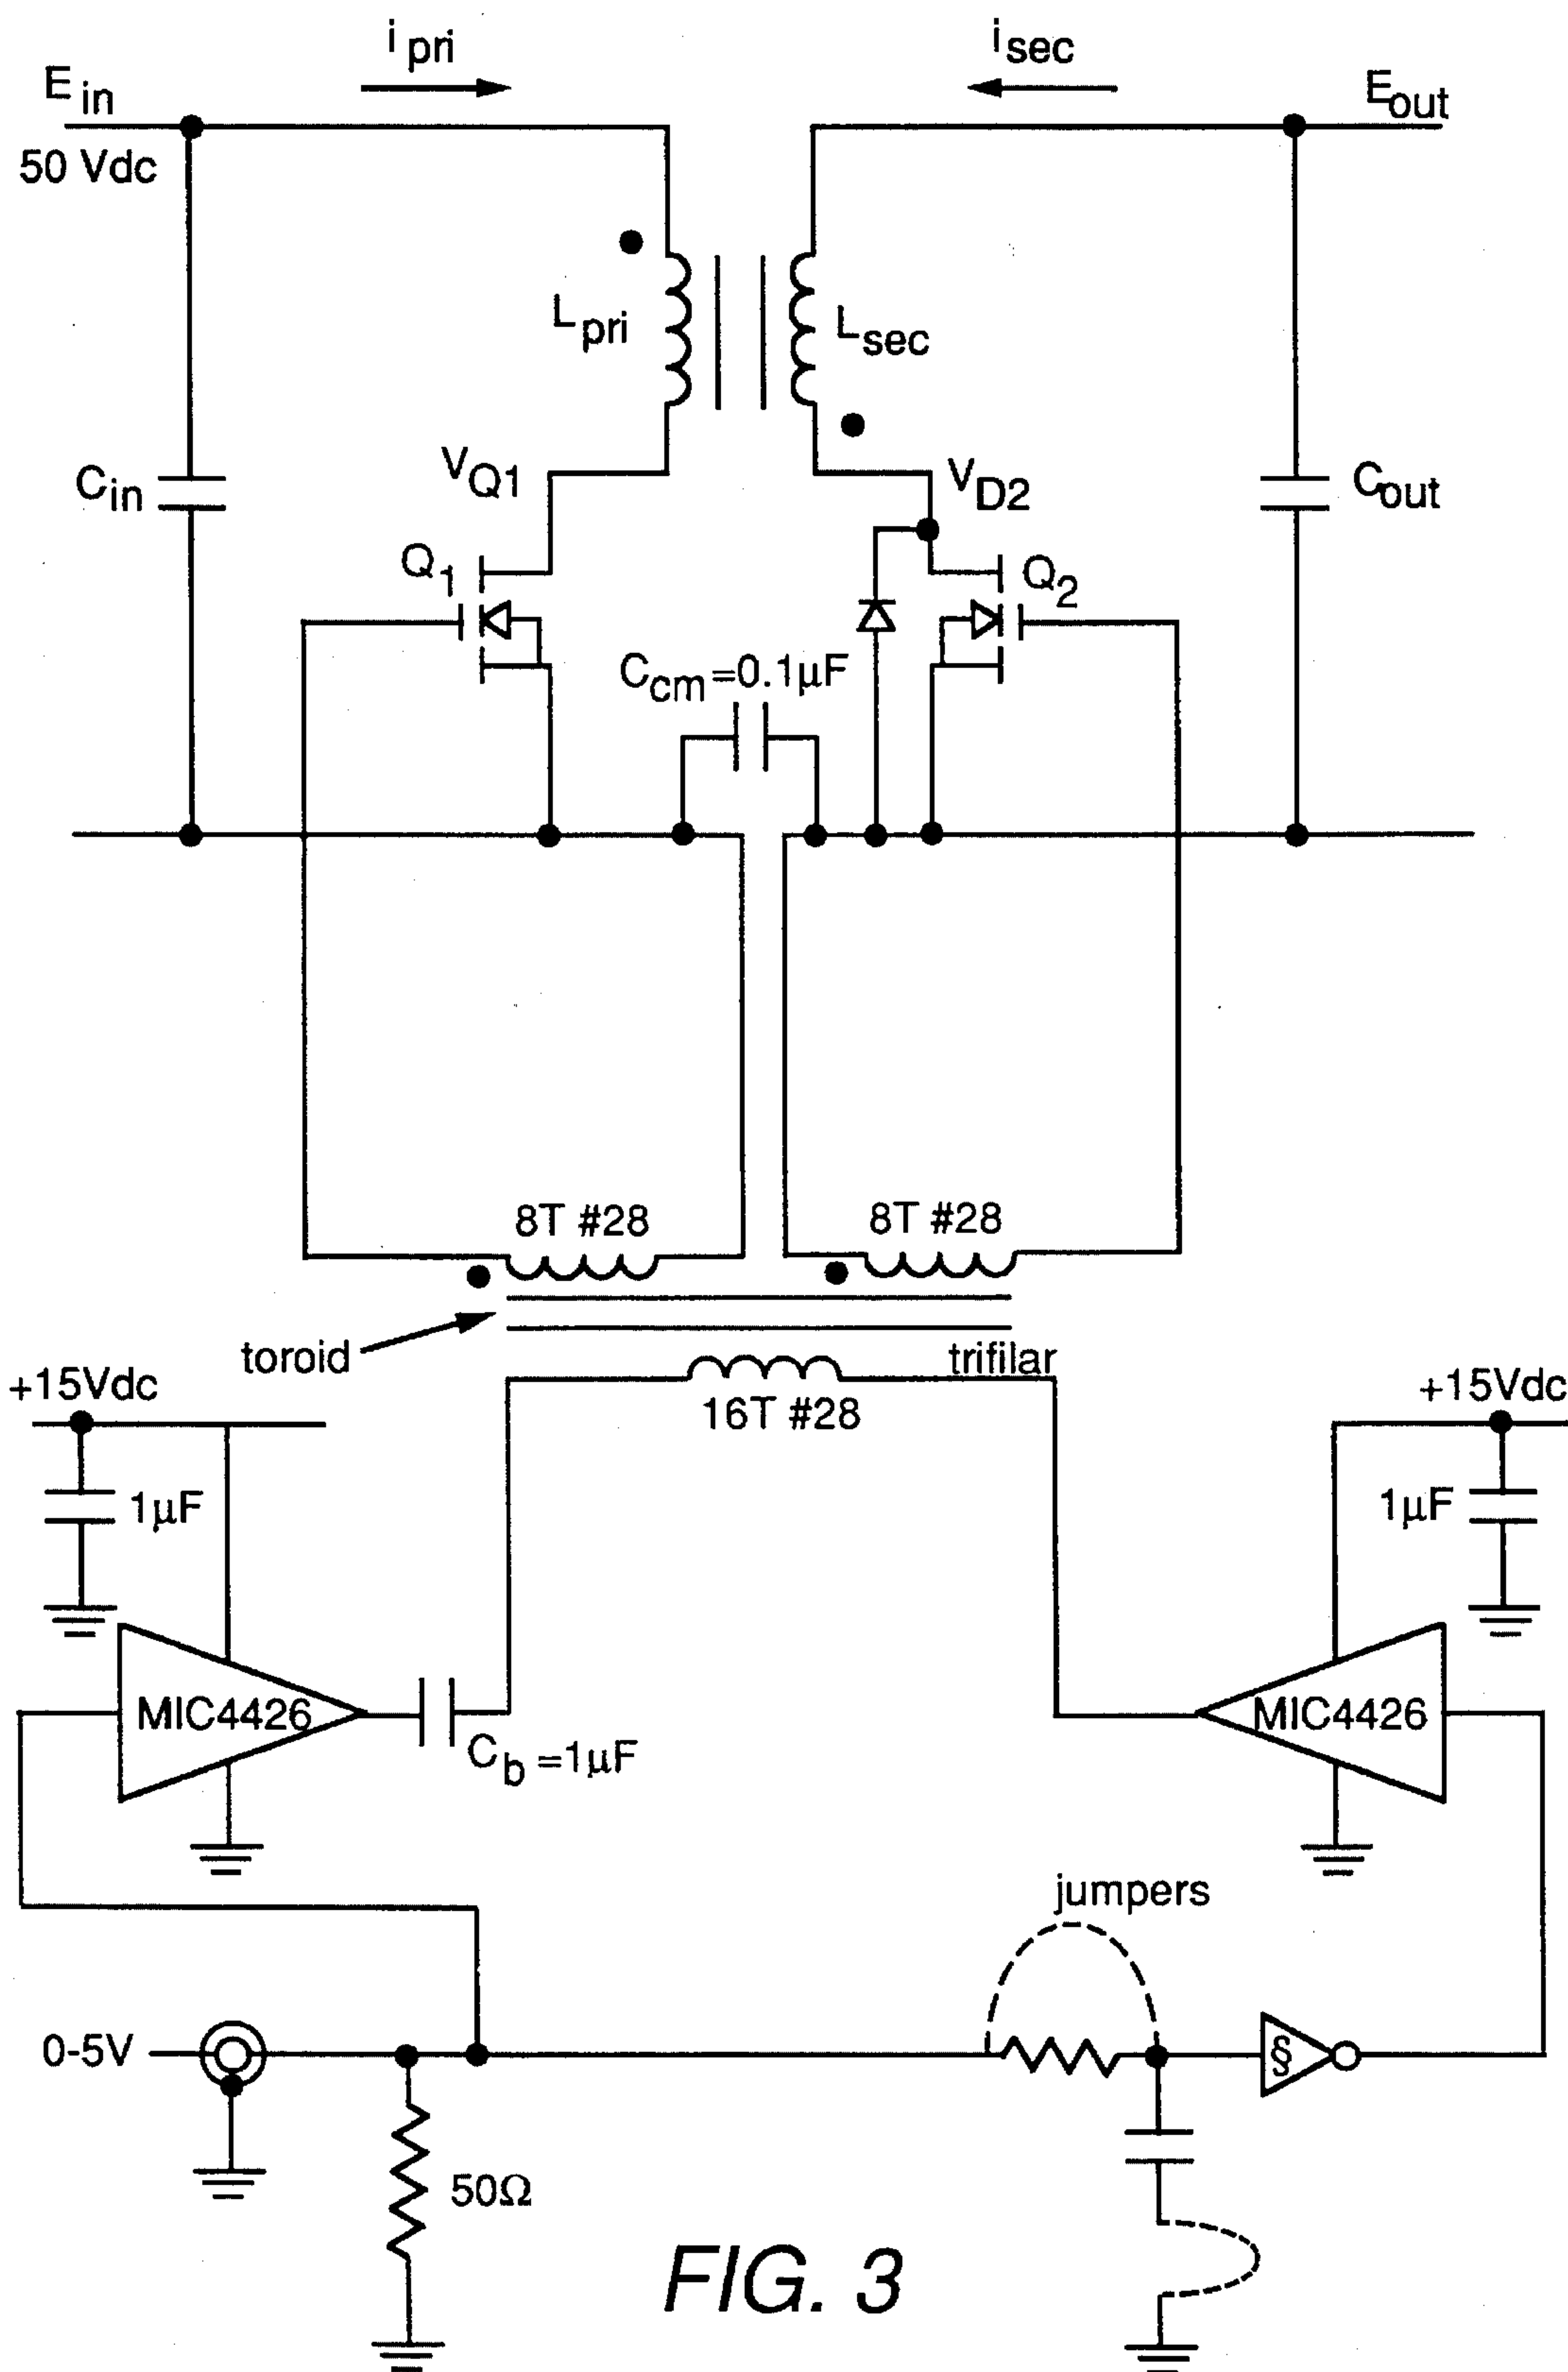 i pri
i sec
E in
E out
50 Vdc
L pri
L sec
V Q1
V D2
C in
C out
Q 1
Q 2
C cm =0.1µF
8T #28
8T #28
toroid
trifilar
16T #28
+15Vdc
+15Vdc
1µF
1µF
MIC4426
MIC4426
C b =1µF
jumpers
0-5V
§
50Ω
FIG. 3